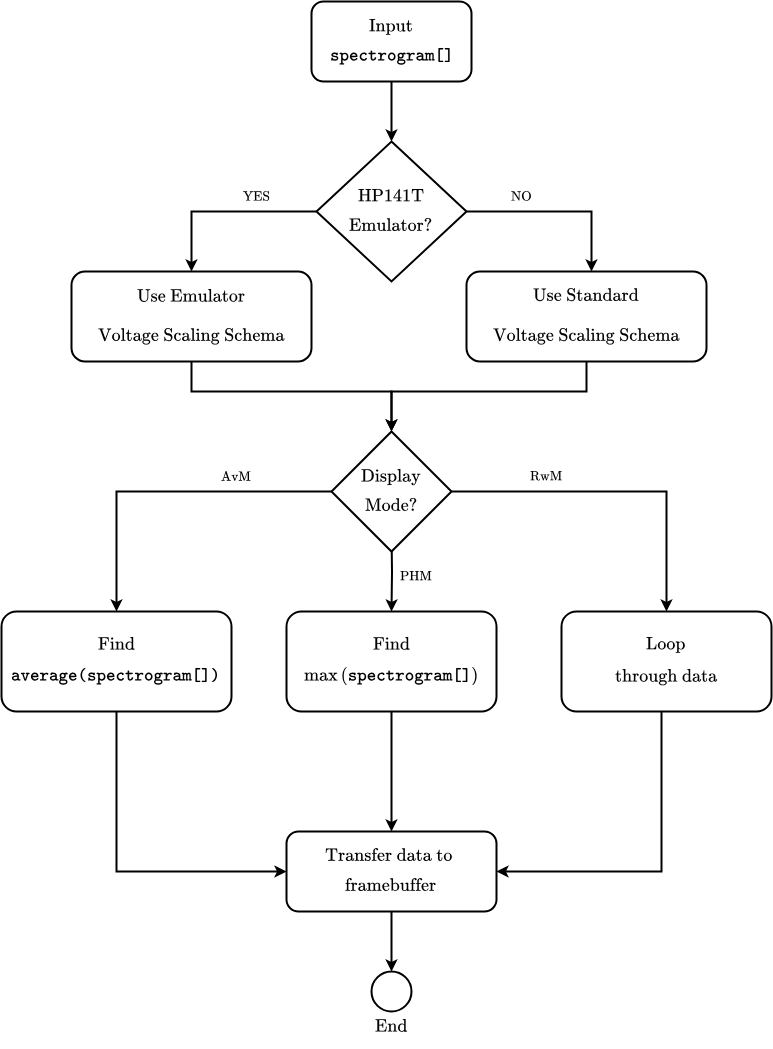 Input
spectrogram[]
HP141T
Emulator?
YES
NO
Use Emulator
Voltage Scaling Schema
Use Standard
Voltage Scaling Schema
Display
Mode?
AvM
RwM
PHM
Find
average(spectrogram[])
Find
max(spectrogram[])
Loop
through data
Transfer data to
framebuffer
End